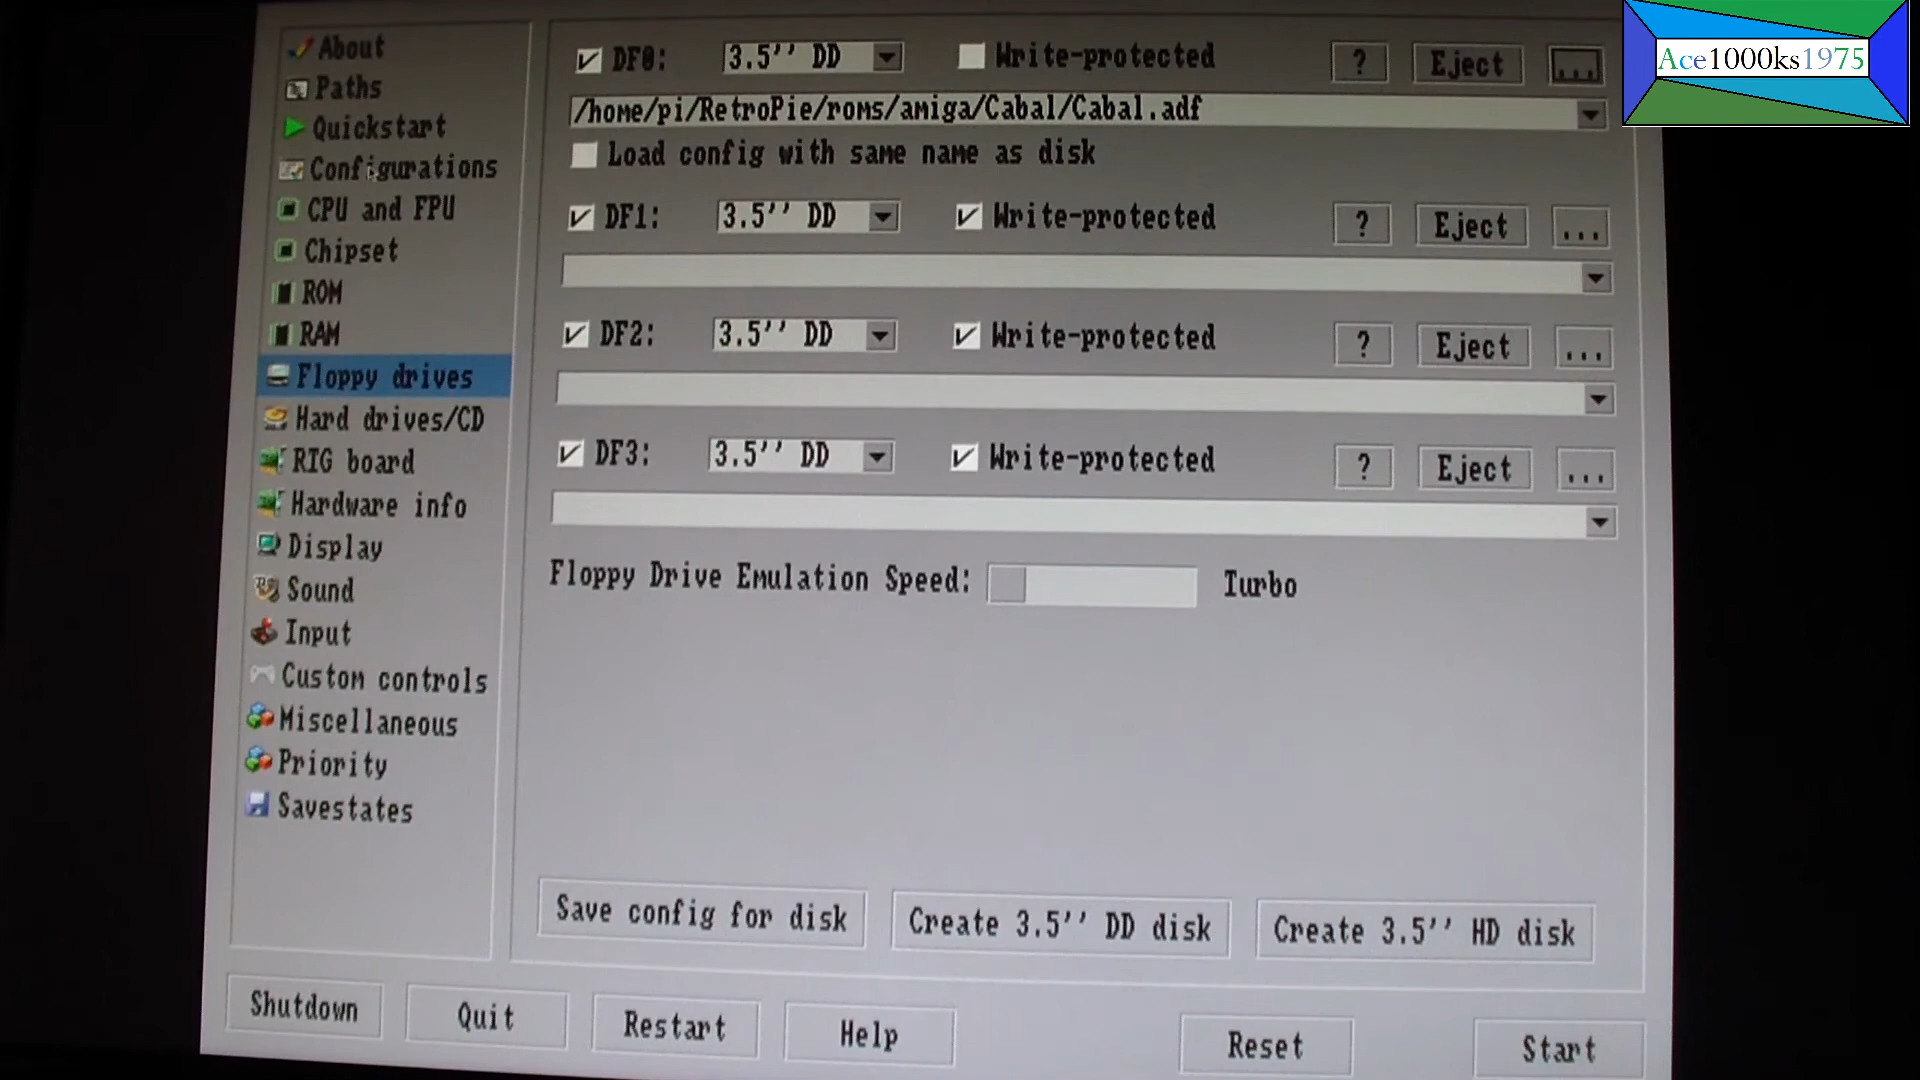 About
Paths
Quickstart
Configurations
CPU and FPU
Chipset
ROM
RAM
Floppy drives
Hard drives/CD
RTG board
Hardware info
Display
Sound
Input
Custom controls
Miscellaneous
Priority
Savestates
DF0: 3.5'' DD Write-protected ? Eject ...
/home/pi/RetroPie/roms/amiga/Cabal/Cabal.adf
Load config with same name as disk
DF1: 3.5'' DD Write-protected ? Eject ...
DF2: 3.5'' DD Write-protected ? Eject ...
DF3: 3.5'' DD Write-protected ? Eject ...
Floppy Drive Emulation Speed: Turbo
Save config for disk Create 3.5'' DD disk Create 3.5'' HD disk
Shutdown Quit Restart Help Reset Start
Ace1000ks1975